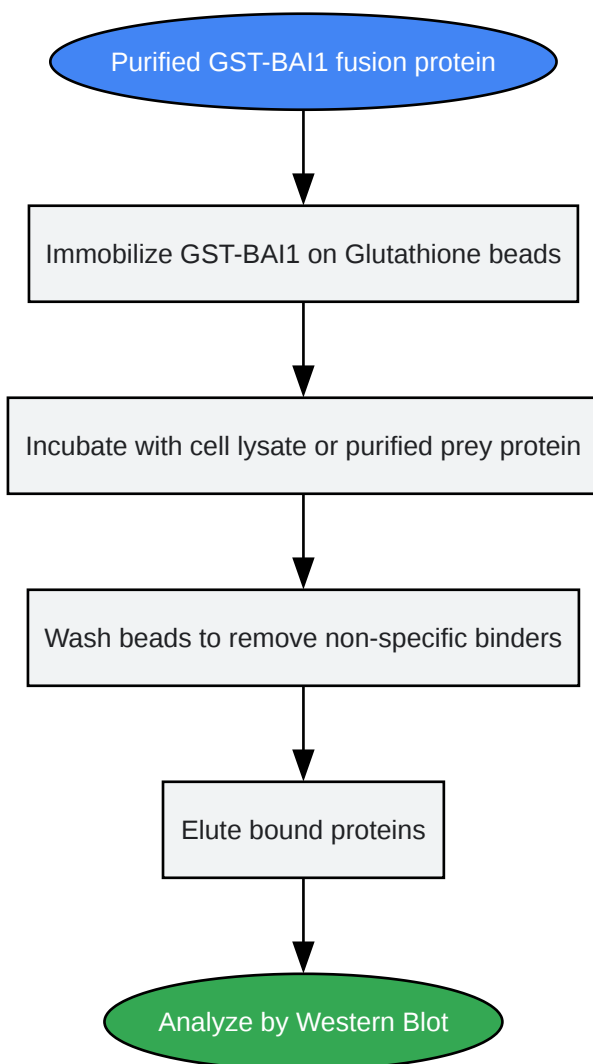 Purified GST-BAI1 fusion protein
Immobilize GST-BAI1 on Glutathione beads
Incubate with cell lysate or purified prey protein
Wash beads to remove non-specific binders
Elute bound proteins
Analyze by Western Blot